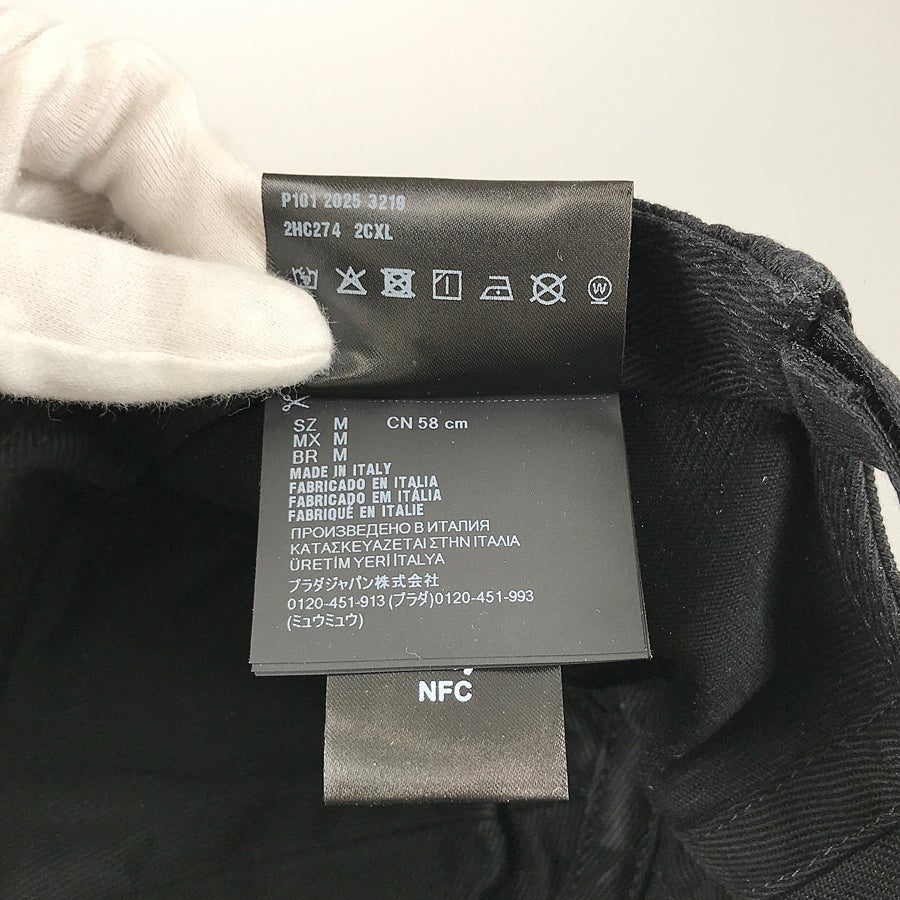 P101 2025 3219
2HC274 2CXL
W
SZ M CN 58 cm
MX M
BR M
MADE IN ITALY
FABRICADO EN ITALIA
FABRICADO EM ITÁLIA
FABRIQUÉ EN ITALIE
ПРОИЗВЕДЕНО В ИТАЛИЯ
ΚΑΤΑΣΚΕΥΑΖΕΤΑΙ ΣΤΗΝ ΙΤΑΛΙΑ
ÜRETİM YERİ İTALYA
プラダジャパン株式会社
0120-451-913 (プラダ)0120-451-993
(ミュウミュウ)
NFC